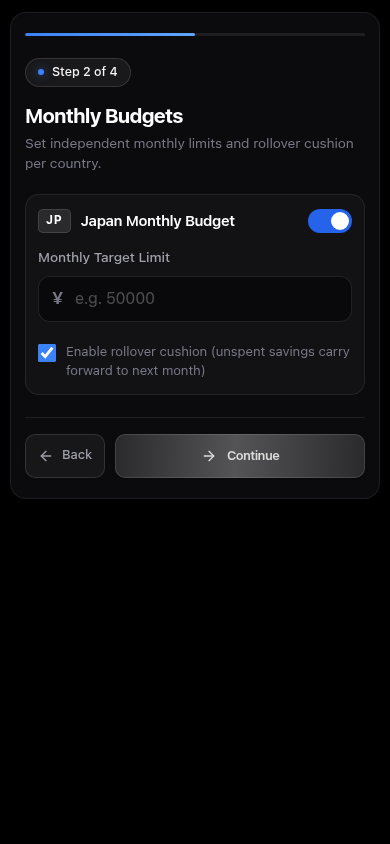 Step 2 of 4
Monthly Budgets
Set independent monthly limits and rollover cushion
per country.
JP Japan Monthly Budget
Monthly Target Limit
¥ e.g. 50000
Enable rollover cushion (unspent savings carry
forward to next month)
← Back → Continue